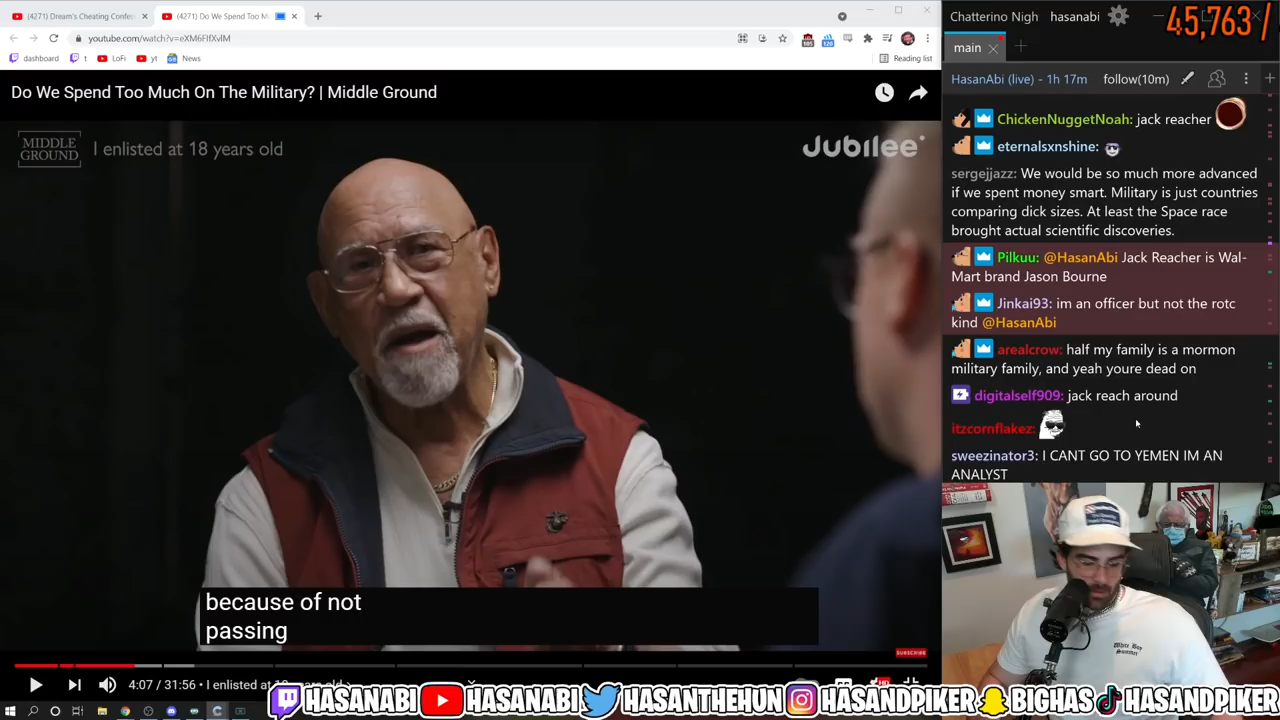 (4271) Dream's Cheating Confes
(4271) Do We Spend Too M
youtube.com/watch?v=eXM6FIfXvIM
dashboard
t
LoFi
yt
News
Reading list
Do We Spend Too Much On The Military? | Middle Ground
MIDDLE
GROUND
I enlisted at 18 years old
Jubilee
because of not
passing
SUBSCRIBE
4:07 / 31:56 • I enlisted at 18 years old
Chatterino Nigh
hasanabi
45,763 /
main
HasanAbi (live) - 1h 17m
follow(10m)
ChickenNuggetNoah: jack reacher
eternalsxnshine:
sergejjazz: We would be so much more advanced
if we spent money smart. Military is just countries
comparing dick sizes. At least the Space race
brought actual scientific discoveries.
Pilkuu: @HasanAbi Jack Reacher is Wal-
Mart brand Jason Bourne
Jinkai93: im an officer but not the rotc
kind @HasanAbi
arealcrow: half my family is a mormon
military family, and yeah youre dead on
digitalself909: jack reach around
itzcornflakez:
sweezinator3: I CANT GO TO YEMEN IM AN
ANALYST
White Boy
Summer
HASANABI
HASANABI
HASANTHEHUN
HASANDPIKER
BIGHAS
HASANDPIKER